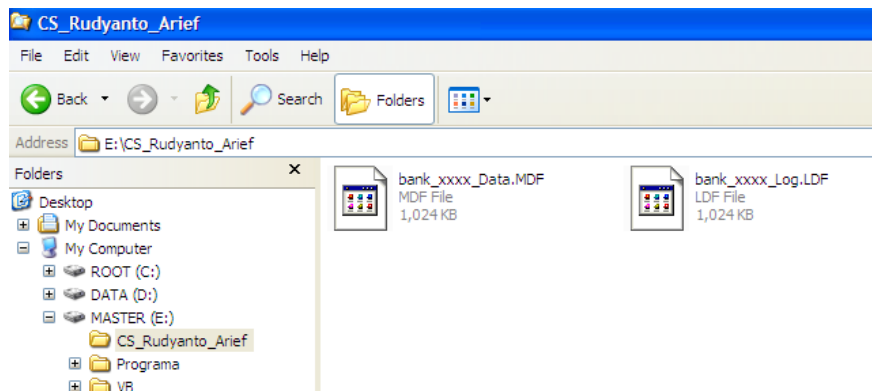 CS_Rudyanto_Arief
File Edit View Favorites Tools Help
Back Search Folders
Address E:\CS_Rudyanto_Arief
Folders x
Desktop
My Documents
My Computer
ROOT (C:)
DATA (D:)
MASTER (E:)
CS_Rudyanto_Arief
Programa
VB
bank_xxxx_Data.MDF
MDF File
1,024 KB
bank_xxxx_Log.LDF
LDF File
1,024 KB